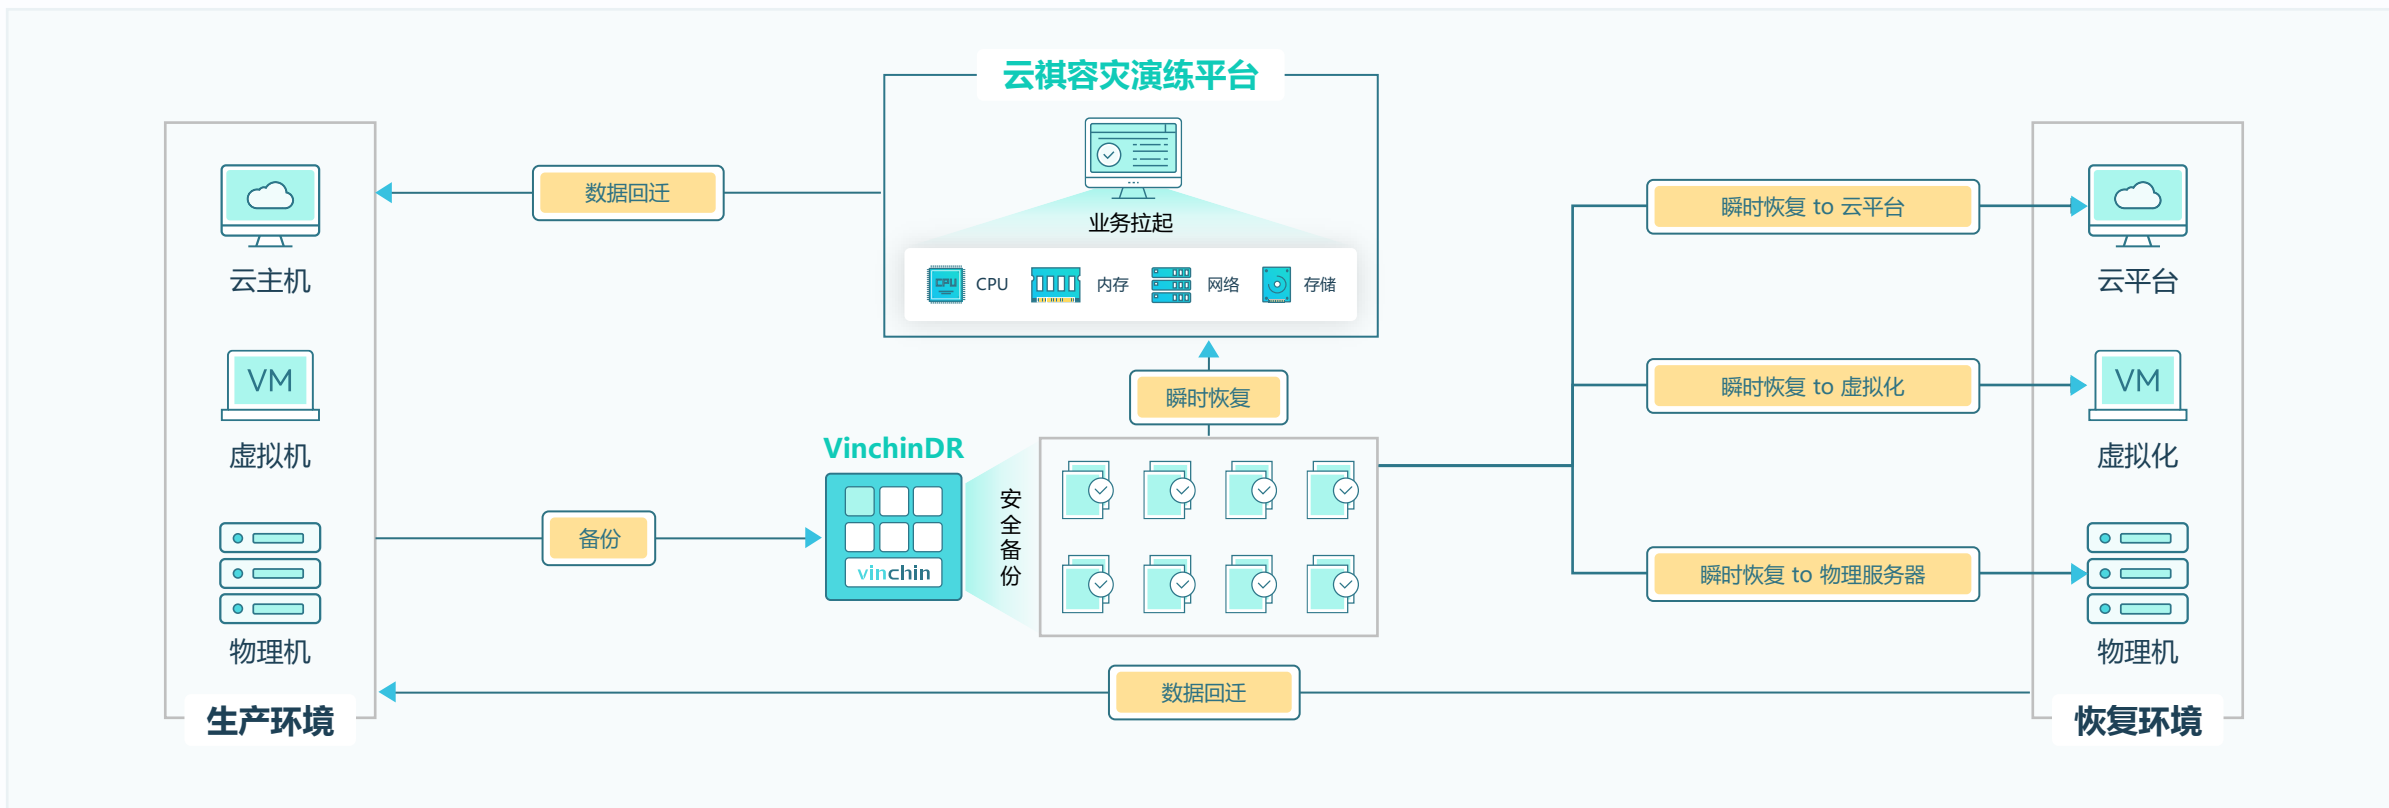 云祺容灾演练平台
业务拉起
CPU
CPU
内存
网络
存储
数据回迁
云主机
VM
虚拟机
物理机
生产环境
备份
VinchinDR
vinchin
安全备份
瞬时恢复
瞬时恢复 to 云平台
瞬时恢复 to 虚拟化
瞬时恢复 to 物理服务器
云平台
VM
虚拟化
物理机
恢复环境
数据回迁